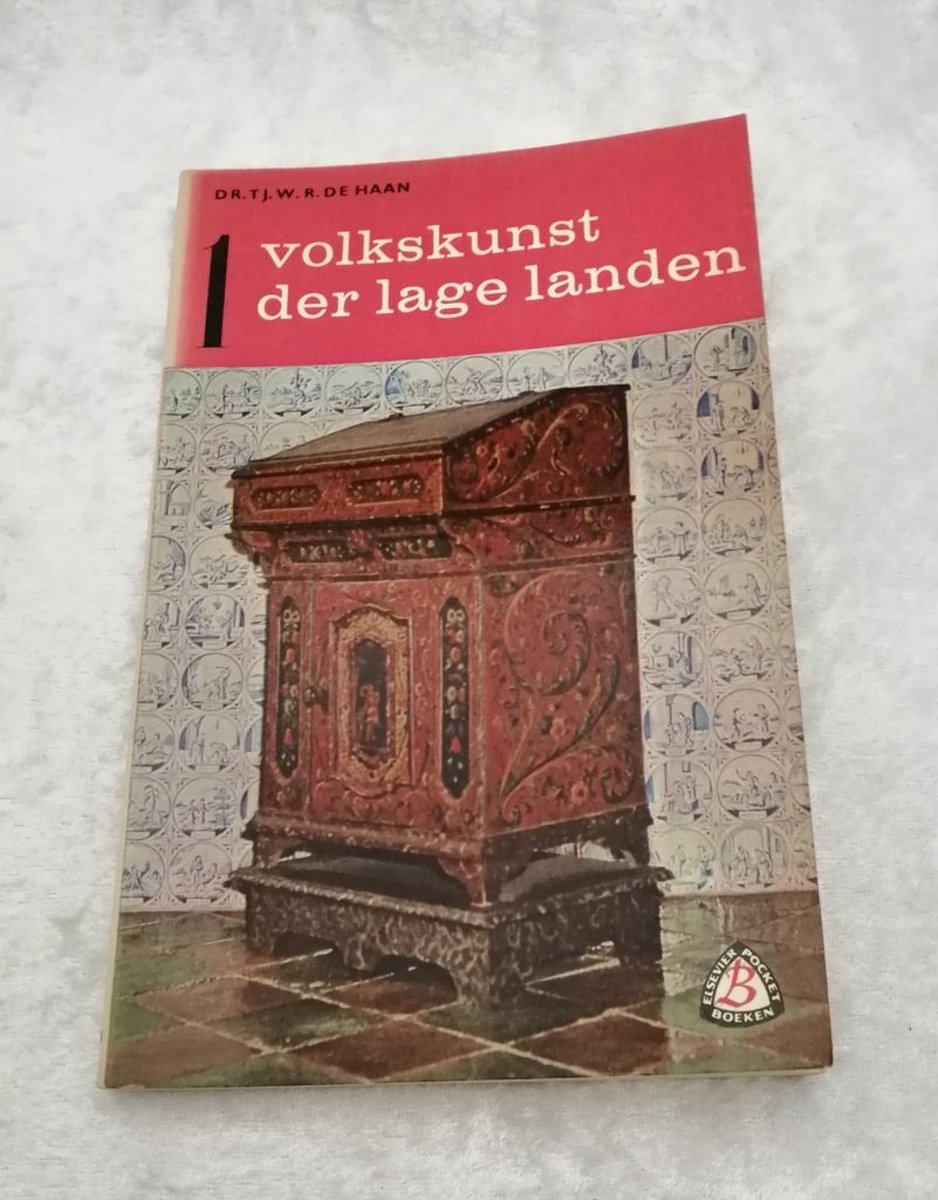 DR. TJ. W. R. DE HAAN
1
volkskunst
der lage landen
ELSEVIER POCKET
B
BOEKEN